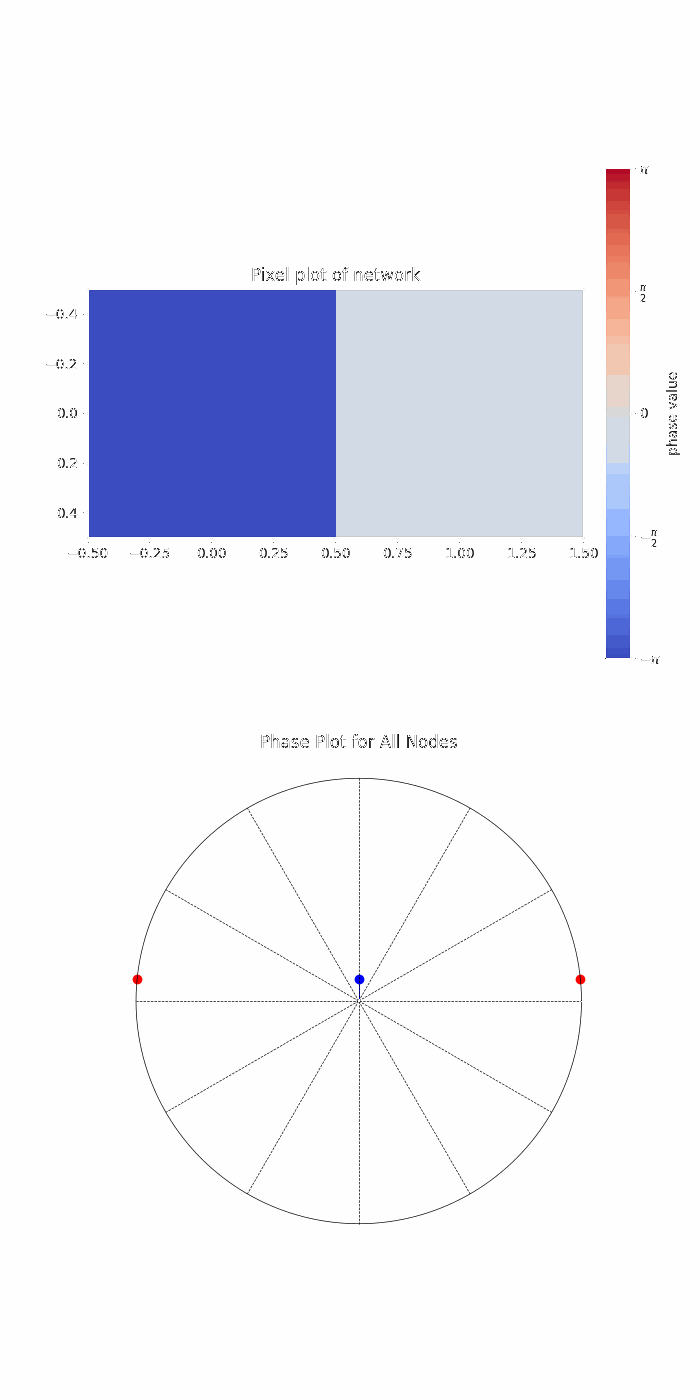 Pixel plot of network
−0.4
−0.2
0.0
0.2
0.4
−0.50 −0.25 0.00 0.25 0.50 0.75 1.00 1.25 1.50
π
π
2
0
−π
2
−π
phase value
Phase Plot for All Nodes